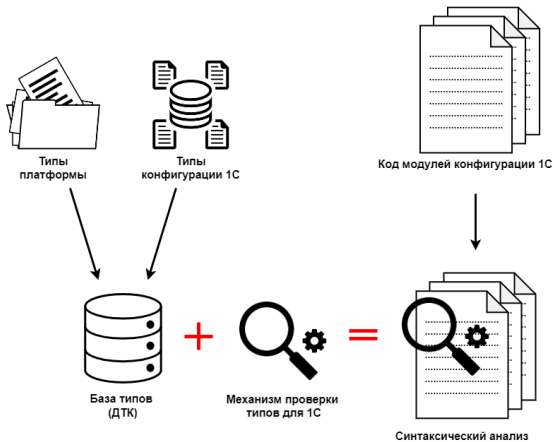 Типы
платформы
Типы
конфигурации 1С
Код модулей конфигурации 1С
База типов
(ДТК)
+
Механизм проверки
типов для 1С
=
Синтаксический анализ